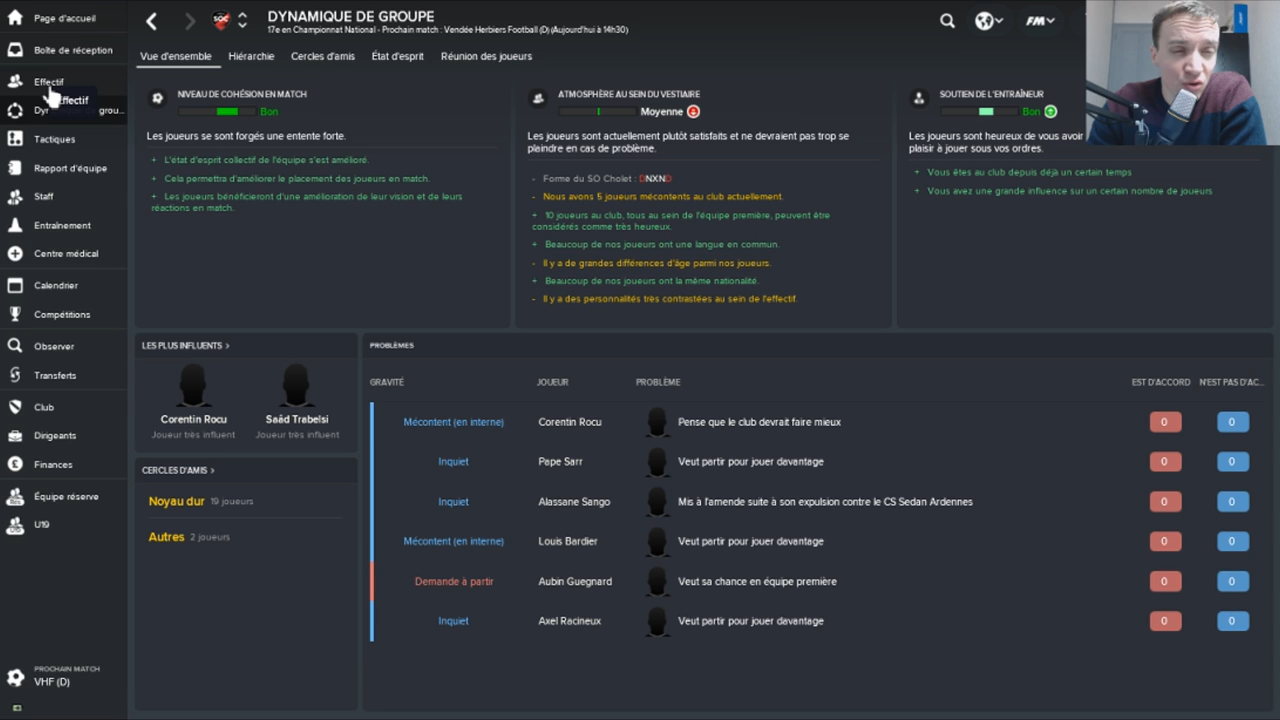 Page d'accueil
Boîte de réception
Effectif
Effectif
Dy
grou...
Tactiques
Rapport d'équipe
Staff
Entraînement
Centre médical
Calendrier
Compétitions
Observer
Transferts
Club
Dirigeants
Finances
Équipe réserve
U19
PROCHAIN MATCH
VHF (D)
SOC
DYNAMIQUE DE GROUPE
17e en Championnat National - Prochain match : Vendée Herbiers Football (D) (Aujourd'hui à 14h30)
FM
Vue d'ensemble
Hiérarchie
Cercles d'amis
État d'esprit
Réunion des joueurs
NIVEAU DE COHÉSION EN MATCH
Bon
Les joueurs se sont forgés une entente forte.
+ L'état d'esprit collectif de l'équipe s'est amélioré.
+ Cela permettra d'améliorer le placement des joueurs en match.
+ Les joueurs bénéficieront d'une amélioration de leur vision et de leurs
réactions en match.
ATMOSPHÈRE AU SEIN DU VESTIAIRE
Moyenne
Les joueurs sont actuellement plutôt satisfaits et ne devraient pas trop se
plaindre en cas de problème.
- Forme du SO Cholet : DNXND
- Nous avons 5 joueurs mécontents au club actuellement.
+ 10 joueurs au club, tous au sein de l'équipe première, peuvent être
considérés comme très heureux.
+ Beaucoup de nos joueurs ont une langue en commun.
- Il y a de grandes différences d'âge parmi nos joueurs.
+ Beaucoup de nos joueurs ont la même nationalité.
- Il y a des personnalités très contrastées au sein de l'effectif.
SOUTIEN DE L'ENTRAÎNEUR
Bon
Les joueurs sont heureux de vous avoir
plaisir à jouer sous vos ordres.
+ Vous êtes au club depuis déjà un certain temps
+ Vous avez une grande influence sur un certain nombre de joueurs
LES PLUS INFLUENTS >
Corentin Rocu
Joueur très influent
Saâd Trabelsi
Joueur très influent
CERCLES D'AMIS >
Noyau dur 19 joueurs
Autres 2 joueurs
PROBLÈMES
GRAVITÉ JOUEUR PROBLÈME EST D'ACCORD N'EST PAS D'AC...
Mécontent (en interne) Corentin Rocu Pense que le club devrait faire mieux 0 0
Inquiet Pape Sarr Veut partir pour jouer davantage 0 0
Inquiet Alassane Sango Mis à l'amende suite à son expulsion contre le CS Sedan Ardennes 0 0
Mécontent (en interne) Louis Bardier Veut partir pour jouer davantage 0 0
Demande à partir Aubin Guegnard Veut sa chance en équipe première 0 0
Inquiet Axel Racineux Veut partir pour jouer davantage 0 0